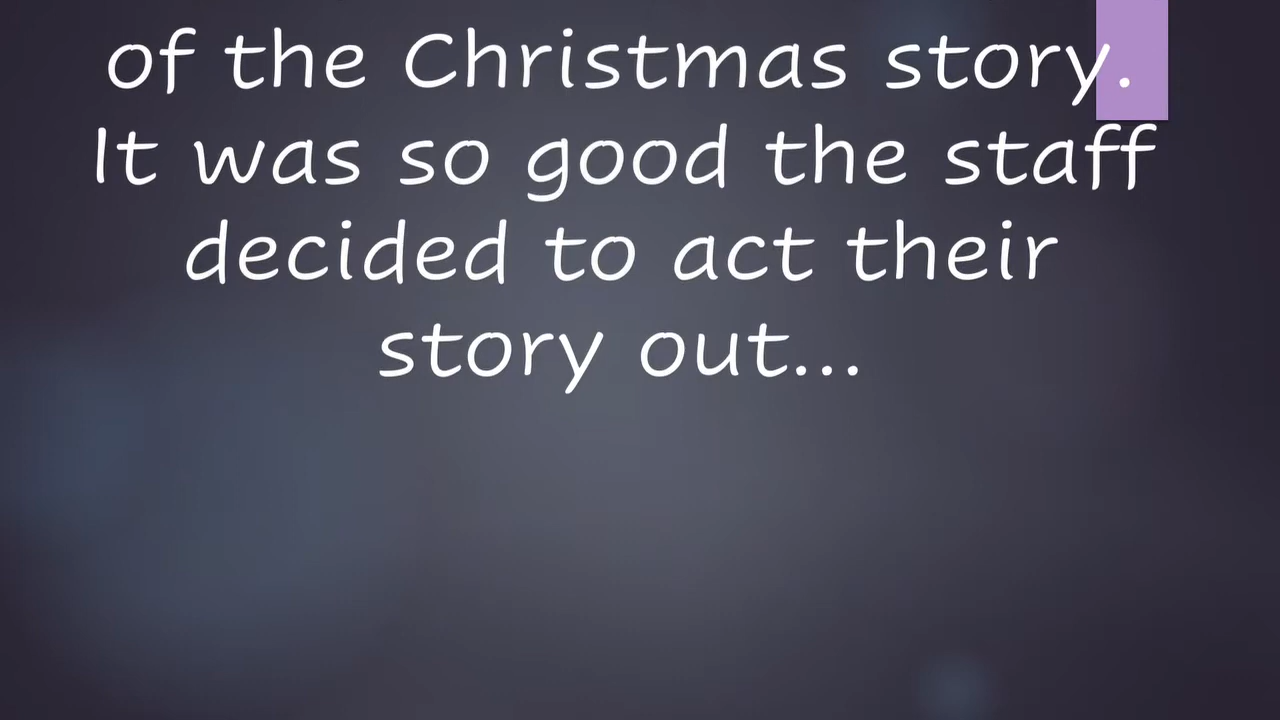 of the Christmas story.
It was so good the staff
decided to act their
story out...